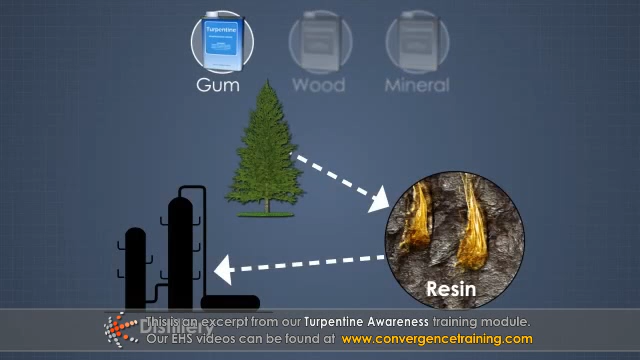 Turpentine
Gum
Wood
Mineral
Resin
Distillery
This is an excerpt from our Turpentine Awareness training module.
Our EHS videos can be found at www.convergencetraining.com